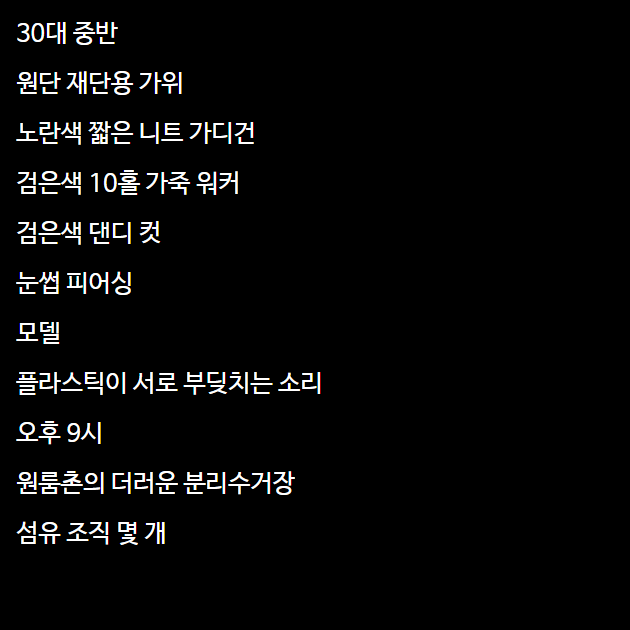 30대 중반
원단 재단용 가위
노란색 짧은 니트 가디건
검은색 10홀 가죽 워커
검은색 댄디 컷
눈썹 피어싱
모델
플라스틱이 서로 부딪치는 소리
오후 9시
원룸촌의 더러운 분리수거장
섬유 조직 몇 개